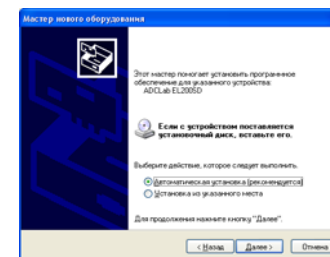 Мастер нового оборудования
Этот мастер помогает установить программное
обеспечение для указанного устройства:
ADCLab EL2005D
Если с устройством поставляется
установочный диск, вставьте его.
Выберите действие, которое следует выполнить.
Автоматическая установка (рекомендуется)
Установка из указанного места
Для продолжения нажмите кнопку "Далее".
< Назад
Далее >
Отмена